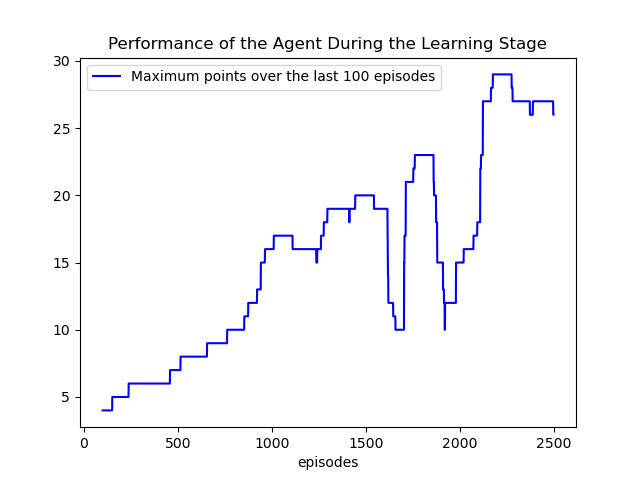 Performance of the Agent During the Learning Stage
Maximum points over the last 100 episodes
30
25
20
15
10
5
0 500 1000 1500 2000 2500
episodes